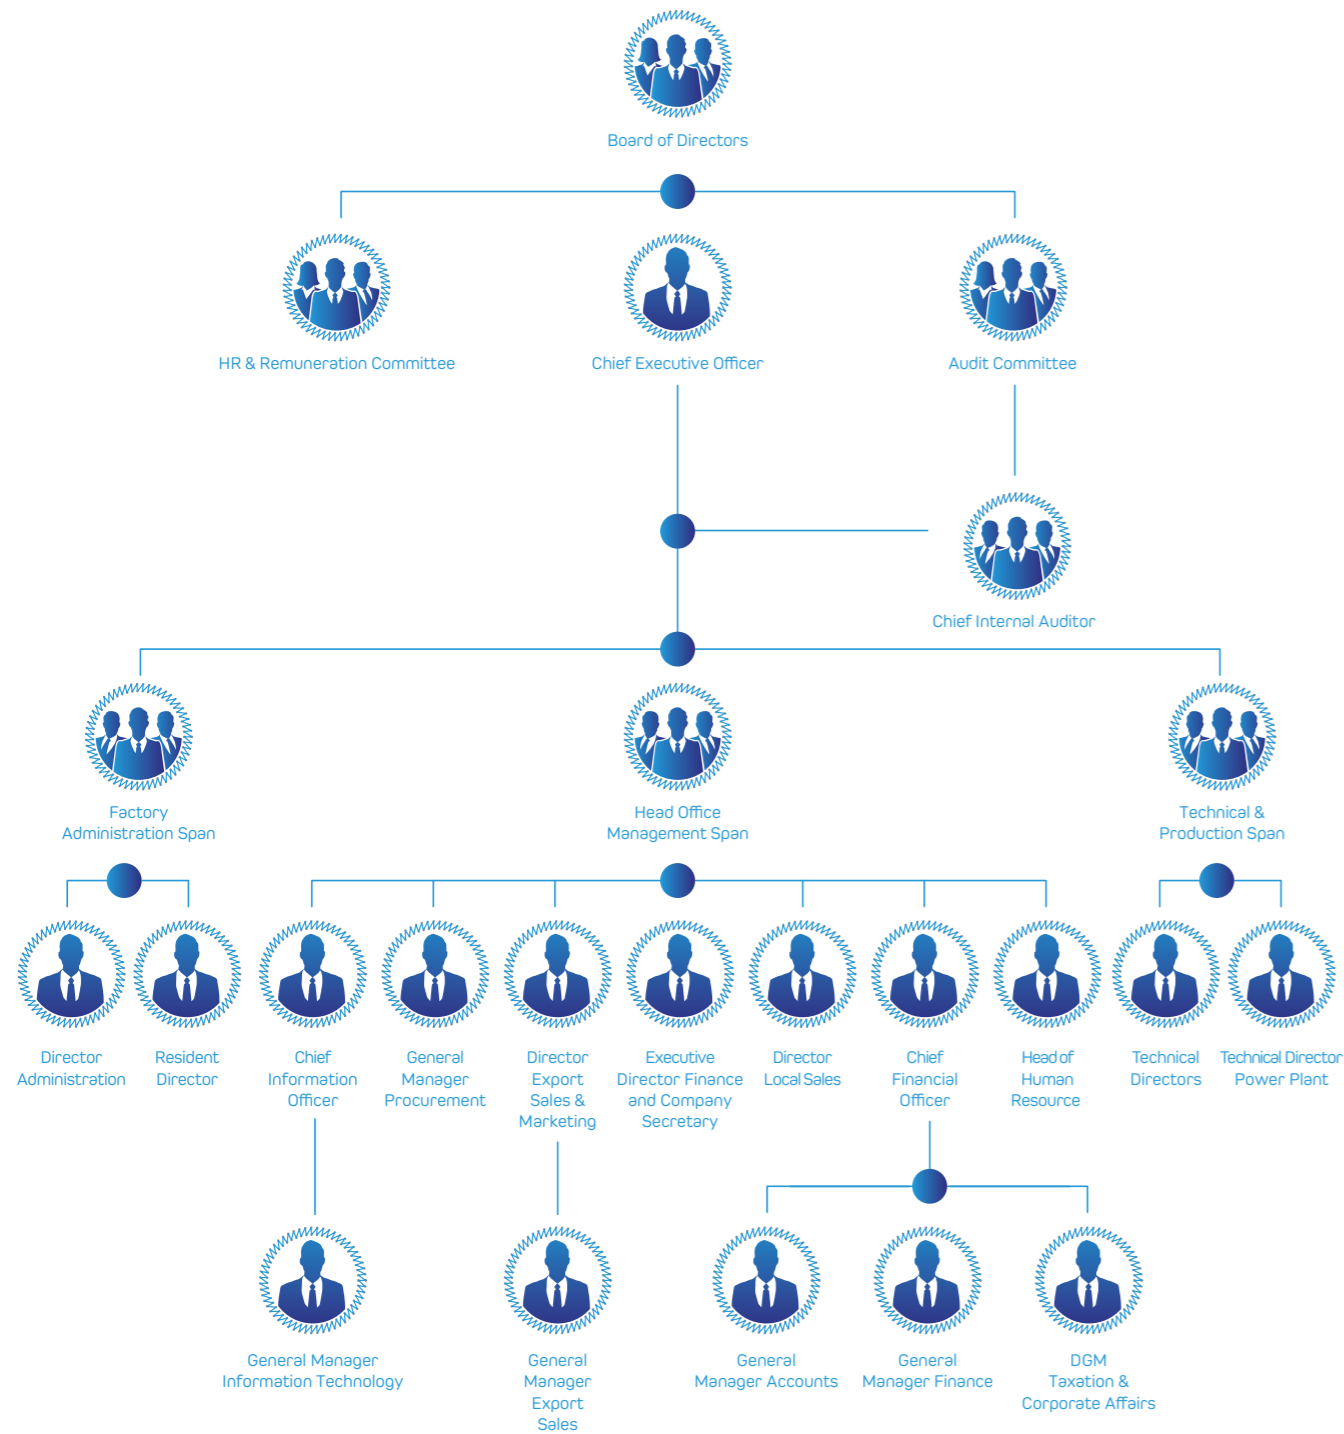 Board of Directors
HR & Remuneration Committee
Chief Executive Officer
Audit Committee
Chief Internal Auditor
Factory
Administration Span
Head Office
Management Span
Technical &
Production Span
Director
Administration
Resident
Director
Chief
Information
Officer
General
Manager
Procurement
Director
Export
Sales &
Marketing
Executive
Director Finance
and Company
Secretary
Director
Local Sales
Chief
Financial
Officer
Head of
Human
Resource
Technical
Directors
Technical Director
Power Plant
General Manager
Information Technology
General
Manager
Export
Sales
General
Manager Accounts
General
Manager Finance
DGM
Taxation &
Corporate Affairs